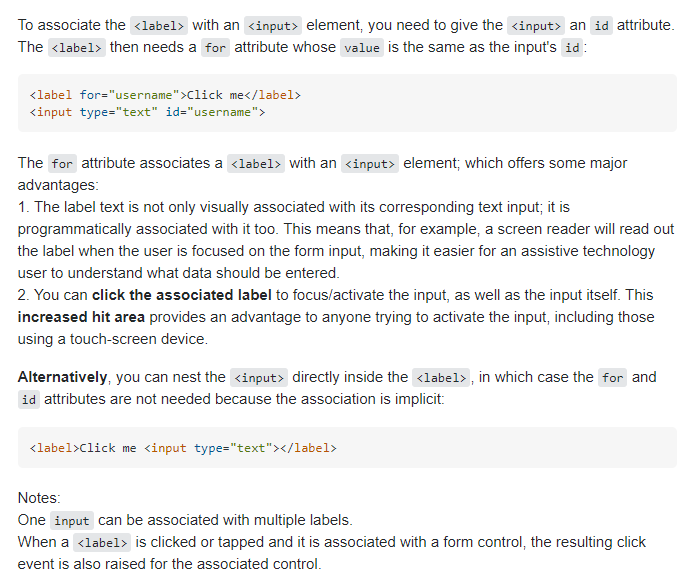 To associate the <label> with an <input> element, you need to give the <input> an id attribute.
The <label> then needs a for attribute whose value is the same as the input's id:
<label for="username">Click me</label>
<input type="text" id="username">
The for attribute associates a <label> with an <input> element; which offers some major
advantages:
1. The label text is not only visually associated with its corresponding text input; it is
programmatically associated with it too. This means that, for example, a screen reader will read out
the label when the user is focused on the form input, making it easier for an assistive technology
user to understand what data should be entered.
2. You can click the associated label to focus/activate the input, as well as the input itself. This
increased hit area provides an advantage to anyone trying to activate the input, including those
using a touch-screen device.
Alternatively, you can nest the <input> directly inside the <label>, in which case the for and
id attributes are not needed because the association is implicit:
<label>Click me <input type="text"></label>
Notes:
One input can be associated with multiple labels.
When a <label> is clicked or tapped and it is associated with a form control, the resulting click
event is also raised for the associated control.